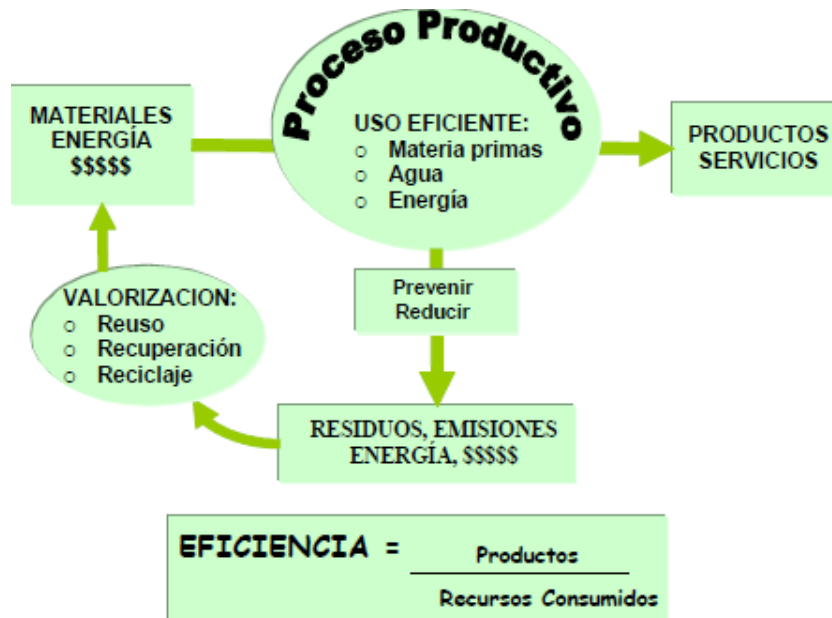 Proceso Productivo
MATERIALES
ENERGÍA
$$$$$
USO EFICIENTE:
o Materia primas
o Agua
o Energía
PRODUCTOS
SERVICIOS
Prevenir
Reducir
VALORIZACION:
o Reuso
o Recuperación
o Reciclaje
RESIDUOS, EMISIONES
ENERGÍA, $$$$$
EFICIENCIA = Productos
Recursos Consumidos